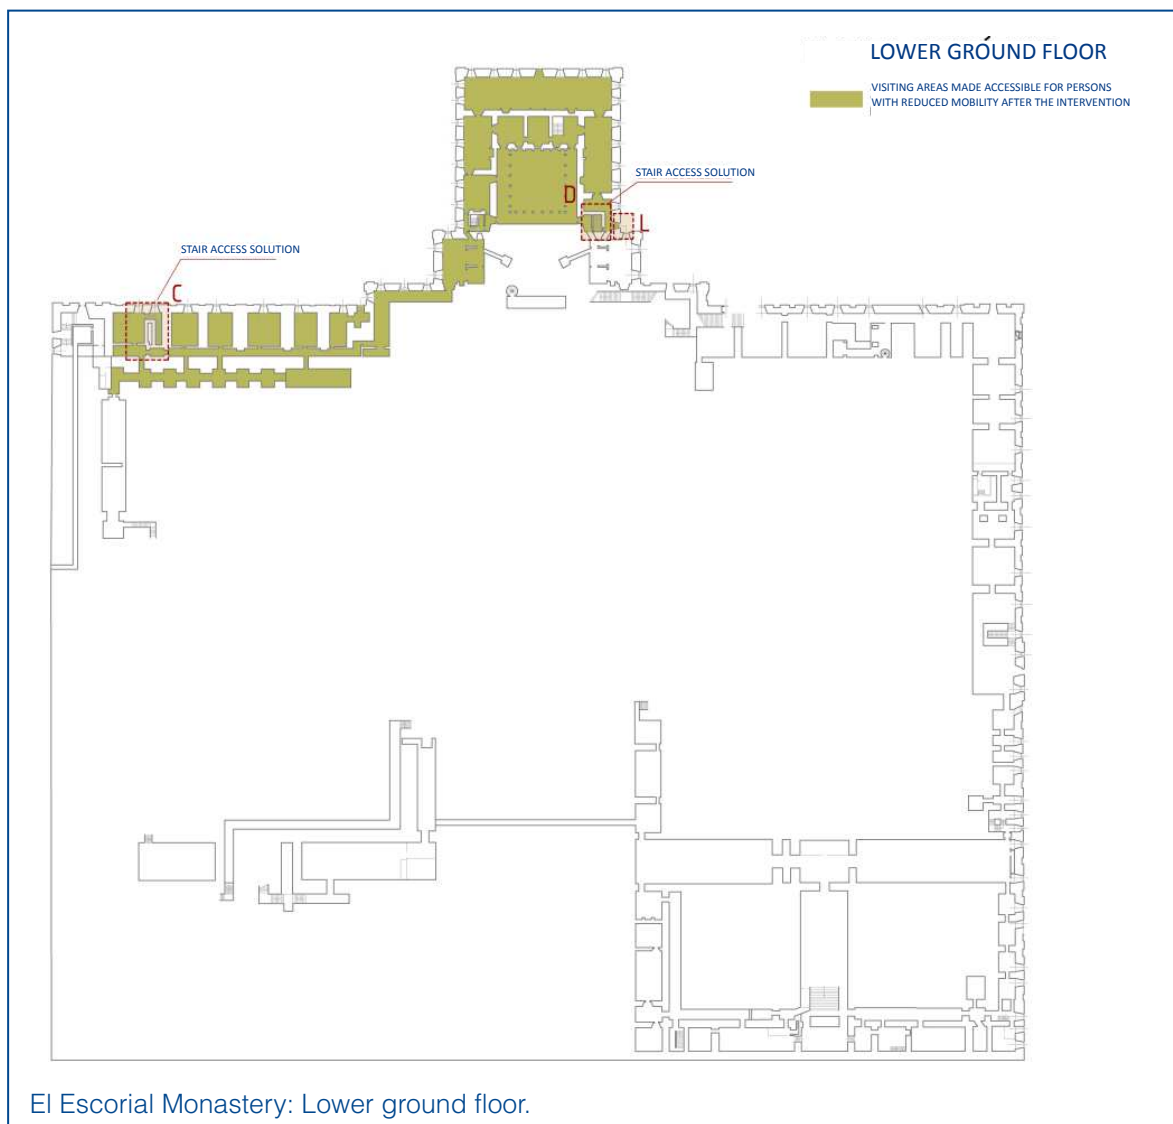 LOWER GROUND FLOOR
VISITING AREAS MADE ACCESSIBLE FOR PERSONS
WITH REDUCED MOBILITY AFTER THE INTERVENTION
STAIR ACCESS SOLUTION
D
L
STAIR ACCESS SOLUTION
C
El Escorial Monastery: Lower ground floor.